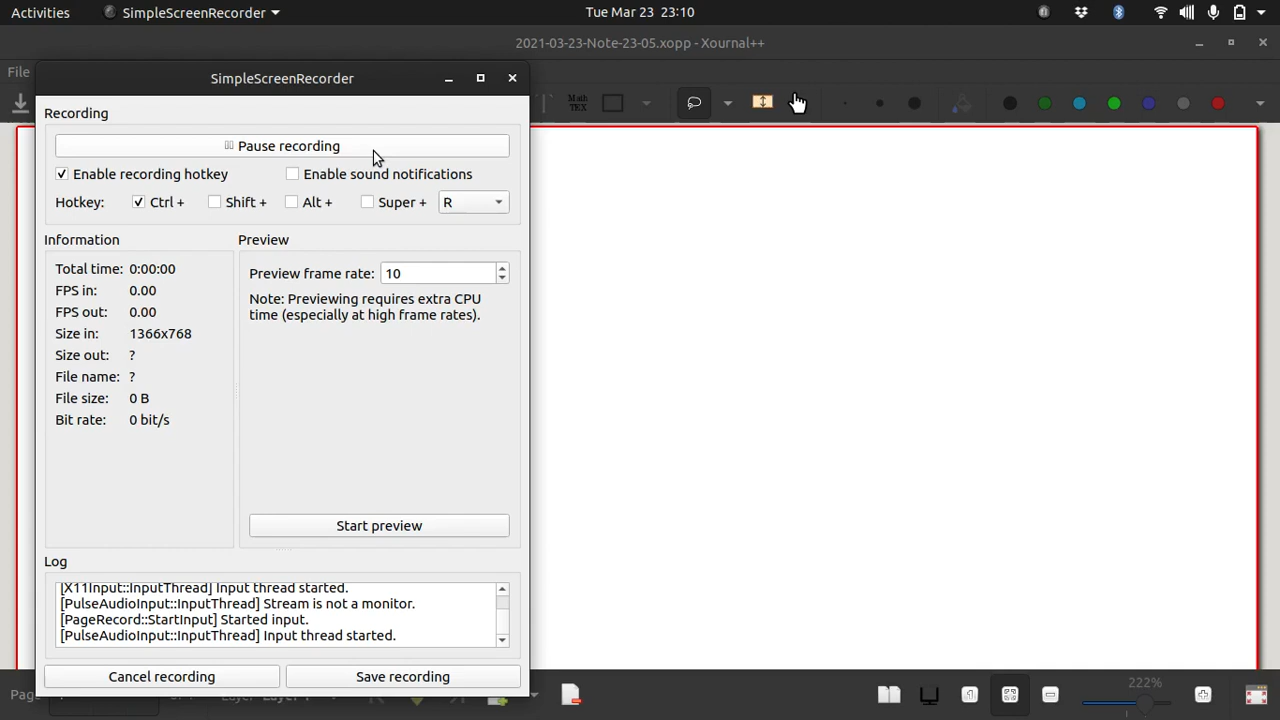 Activities SimpleScreenRecorder Tue Mar 23 23:10
2021-03-23-Note-23-05.xopp - Xournal++
File
SimpleScreenRecorder
Math
TEX
Recording
Pause recording
Enable recording hotkey Enable sound notifications
Hotkey: Ctrl + Shift + Alt + Super + R
Information
Total time: 0:00:00
FPS in: 0.00
FPS out: 0.00
Size in: 1366x768
Size out: ?
File name: ?
File size: 0 B
Bit rate: 0 bit/s
Preview
Preview frame rate: 10
Note: Previewing requires extra CPU
time (especially at high frame rates).
Start preview
Log
[X11Input::InputThread] Input thread started.
[PulseAudioInput::InputThread] Stream is not a monitor.
[PageRecord::StartInput] Started input.
[PulseAudioInput::InputThread] Input thread started.
Cancel recording Save recording
Page
222%